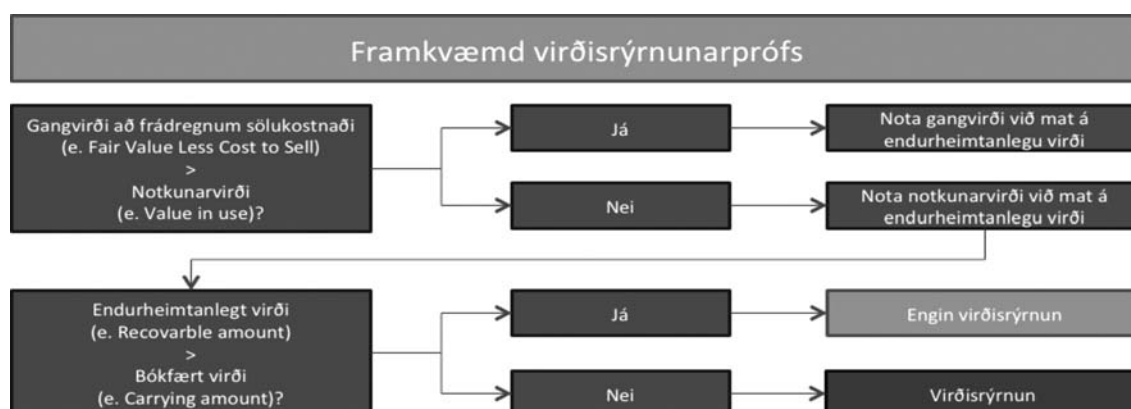 Framkvæmd virðisrýrnunarprófs
Gangvirði að frádregnum sölukostnaði
(e. Fair Value Less Cost to Sell)
>
Notkunarvirði
(e. Value in use)?
Já
Nota gangvirði við mat á
endurheimtanlegu virði
Nei
Nota notkunarvirði við mat á
endurheimtanlegu virði
Endurheimtanlegt virði
(e. Recovarble amount)
>
Bókfært virði
(e. Carrying amount)?
Já
Engin virðisrýrnun
Nei
Virðisrýrnun